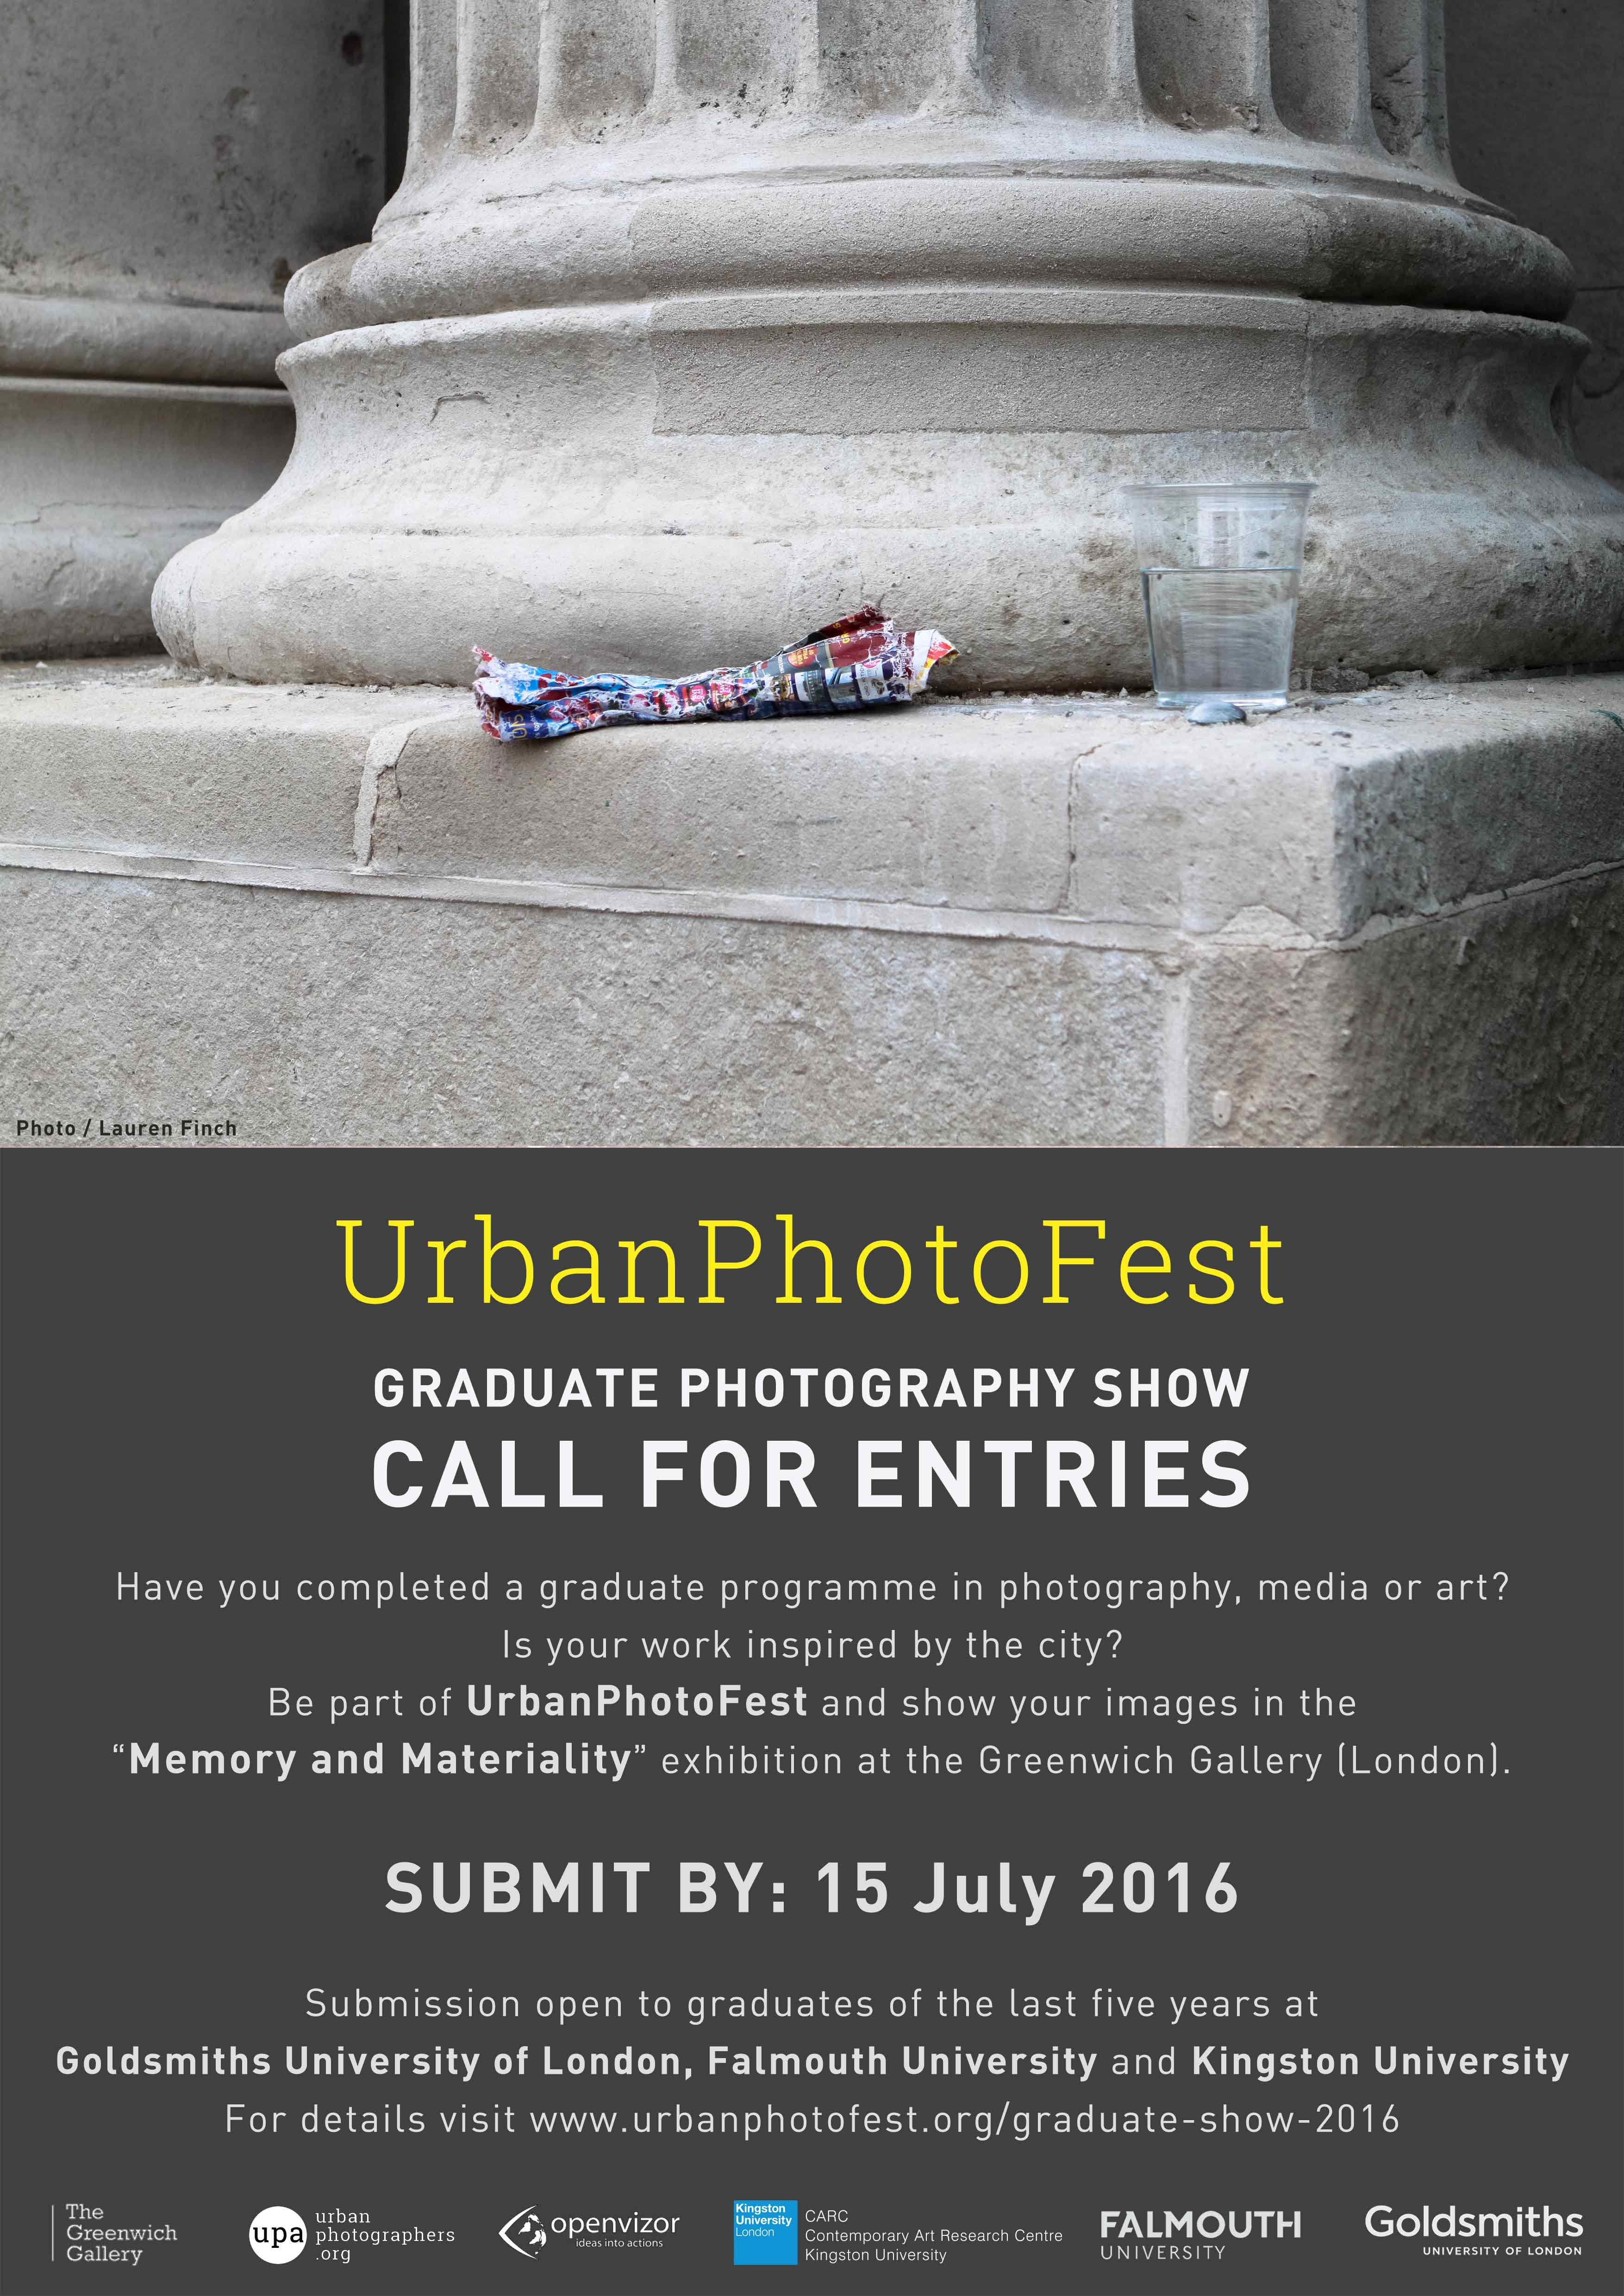 Photo / Lauren Finch
UrbanPhotoFest
GRADUATE PHOTOGRAPHY SHOW
CALL FOR ENTRIES
Have you completed a graduate programme in photography, media or art?
Is your work inspired by the city?
Be part of UrbanPhotoFest and show your images in the
“Memory and Materiality” exhibition at the Greenwich Gallery (London).
SUBMIT BY: 15 July 2016
Submission open to graduates of the last five years at
Goldsmiths University of London, Falmouth University and Kingston University
For details visit www.urbanphotofest.org/graduate-show-2016
The
Greenwich
Gallery
upa
urban
photographers
.org
openvizor
ideas into actions
Kingston
University
London
CARC
Contemporary Art Research Centre
Kingston University
FALMOUTH
UNIVERSITY
Goldsmiths
UNIVERSITY OF LONDON